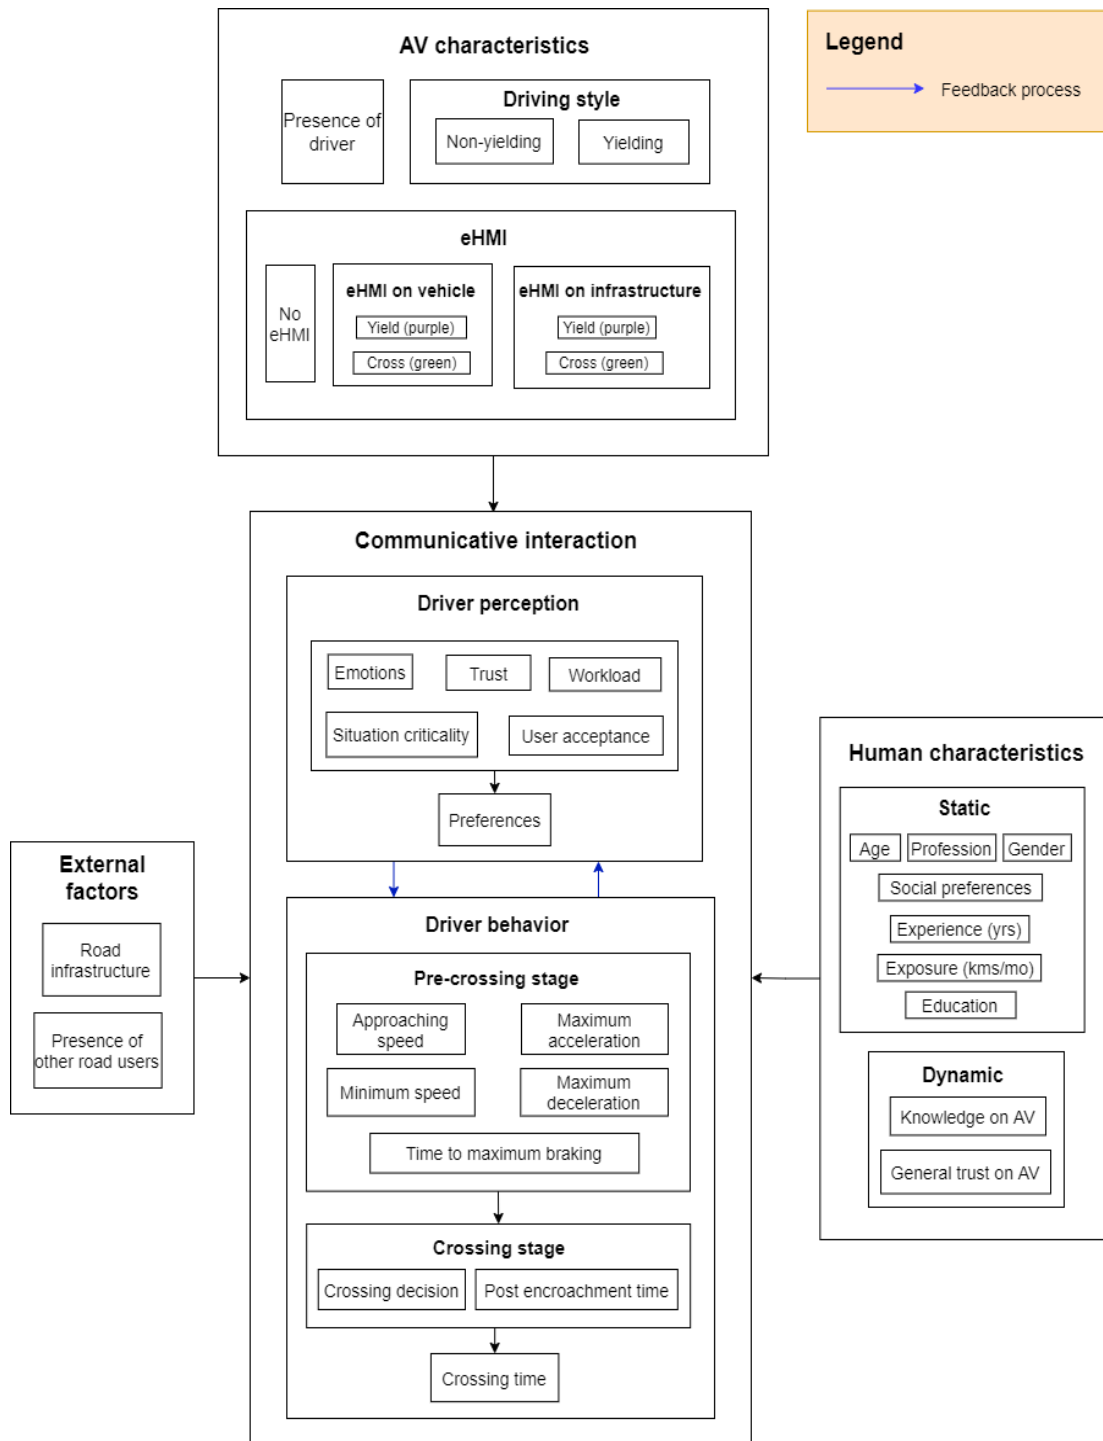 AV characteristics
Legend
Feedback process
Presence of
driver
Driving style
Non-yielding
Yielding
eHMI
No
eHMI
eHMI on vehicle
Yield (purple)
Cross (green)
eHMI on infrastructure
Yield (purple)
Cross (green)
Communicative interaction
Driver perception
Emotions
Trust
Workload
Situation criticality
User acceptance
Preferences
External
factors
Road
infrastructure
Presence of
other road users
Driver behavior
Pre-crossing stage
Approaching
speed
Maximum
acceleration
Minimum speed
Maximum
deceleration
Time to maximum braking
Crossing stage
Crossing decision
Post encroachment time
Crossing time
Human characteristics
Static
Age
Profession
Gender
Social preferences
Experience (yrs)
Exposure (kms/mo)
Education
Dynamic
Knowledge on AV
General trust on AV